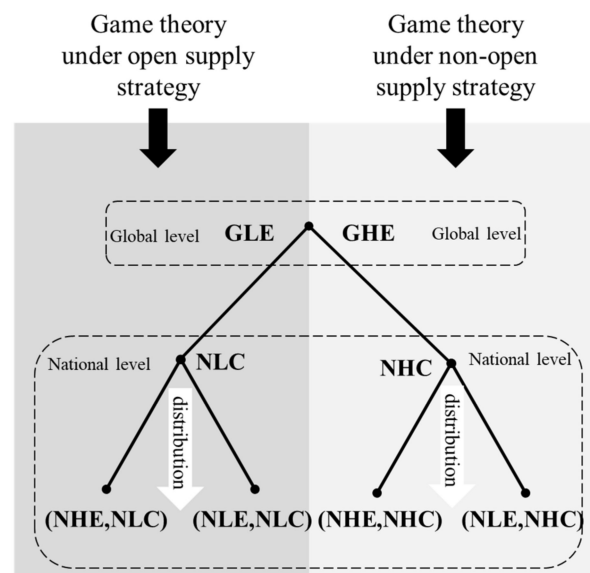 Game theory
under open supply
strategy
Game theory
under non-open
supply strategy
Global level GLE GHE Global level
National level NLC NHC National level
distribution distribution
(NHE,NLC) (NLE,NLC) (NHE,NHC) (NLE,NHC)